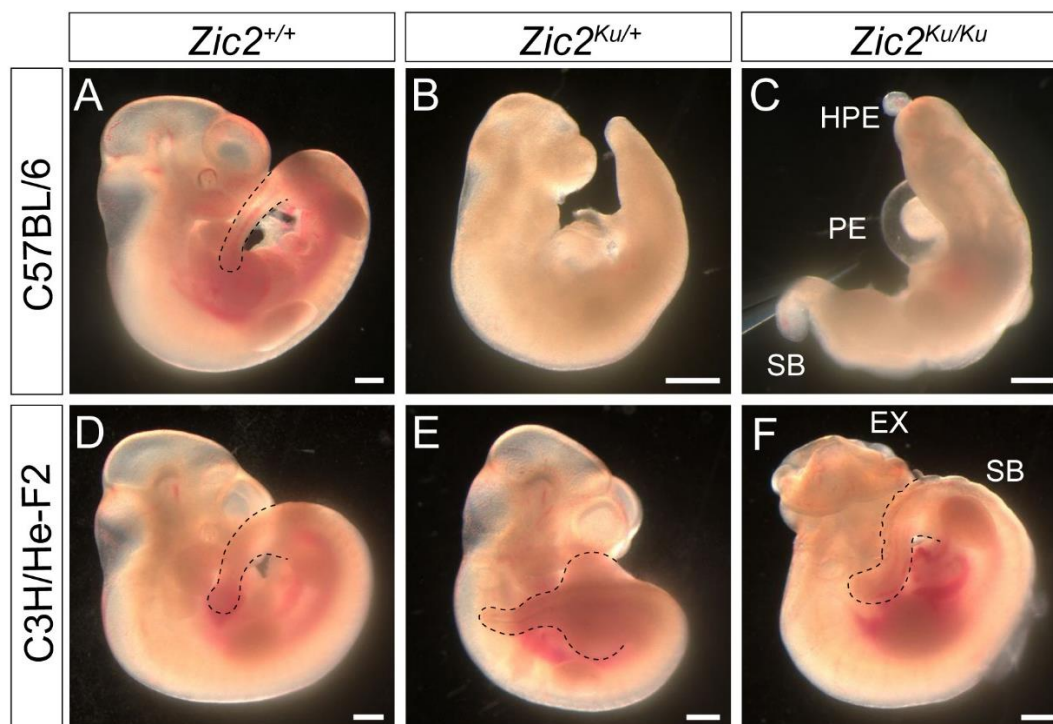 Zic2+/+
Zic2Ku/+
Zic2Ku/Ku
C57BL/6
A
B
C
HPE
PE
SB
C3H/He-F2
D
E
F
EX
SB